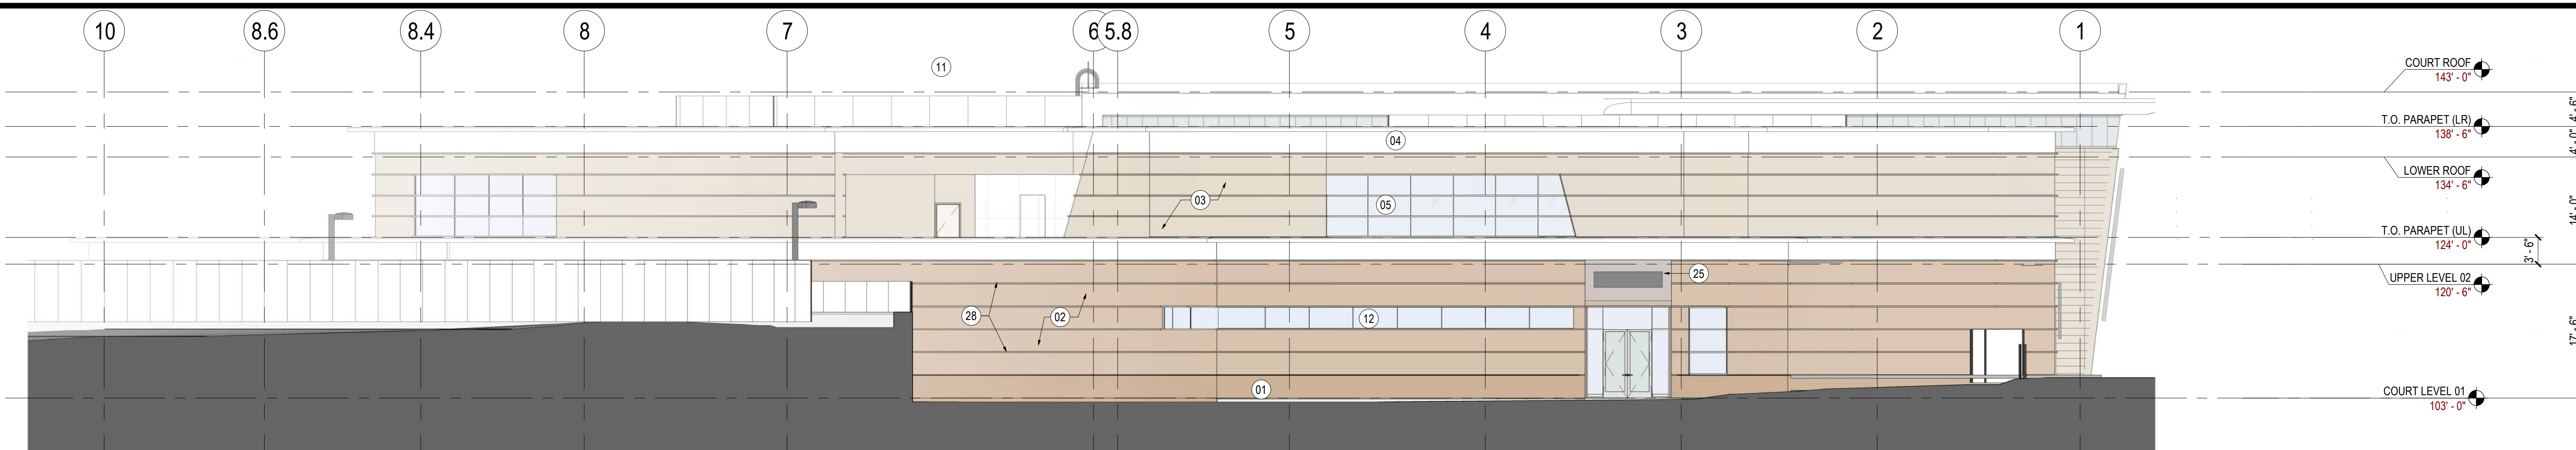 10
8.6
8.4
8
7
6
5.8
5
4
3
2
1
11
COURT ROOF
143' - 0"
4' - 6"
T.O. PARAPET (LR)
138' - 6"
04
4' - 0"
LOWER ROOF
134' - 6"
03
05
14' - 0"
T.O. PARAPET (UL)
124' - 0"
3' - 6"
25
UPPER LEVEL 02
120' - 6"
28
02
12
17' - 6"
01
COURT LEVEL 01
103' - 0"